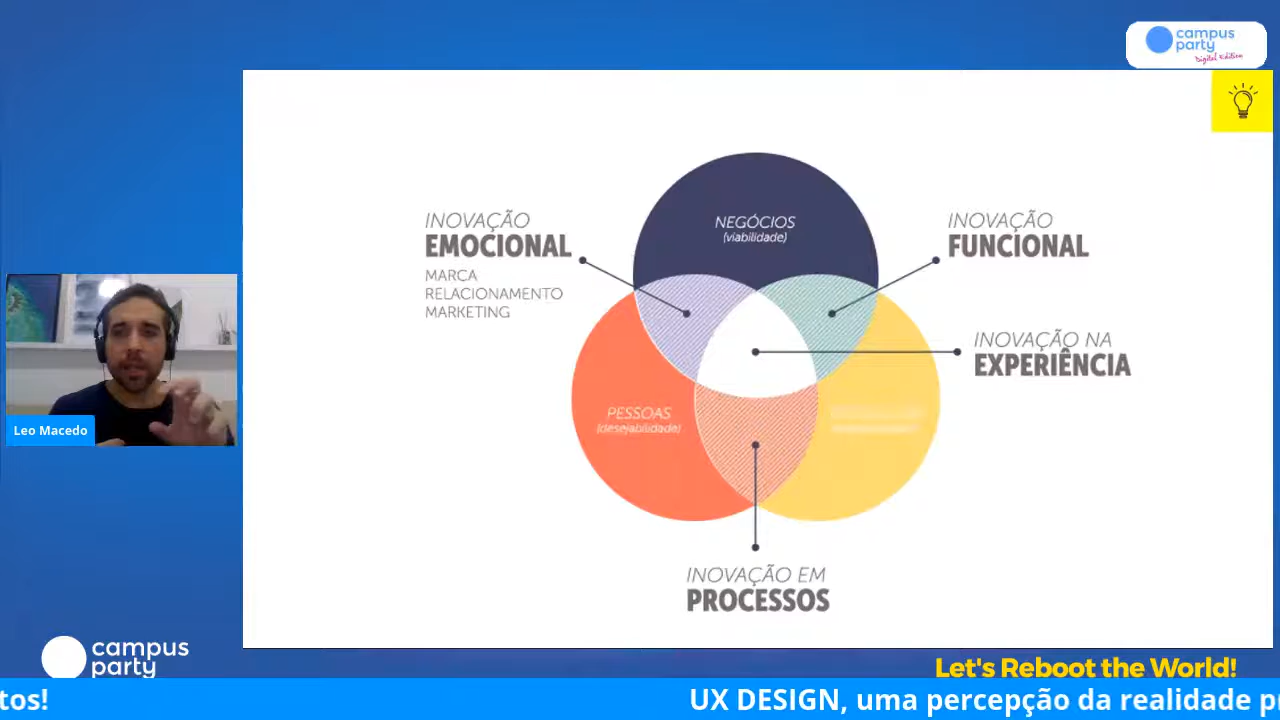 campus
party
Digital Edition
NEGÓCIOS
(viabilidade)
INOVAÇÃO
EMOCIONAL
MARCA
RELACIONAMENTO
MARKETING
INOVAÇÃO
FUNCIONAL
INOVAÇÃO NA
EXPERIÊNCIA
PESSOAS
(desejabilidade)
INOVAÇÃO EM
PROCESSOS
Leo Macedo
campus
party
Let's Reboot the World!
tos!
UX DESIGN, uma percepção da realidade p